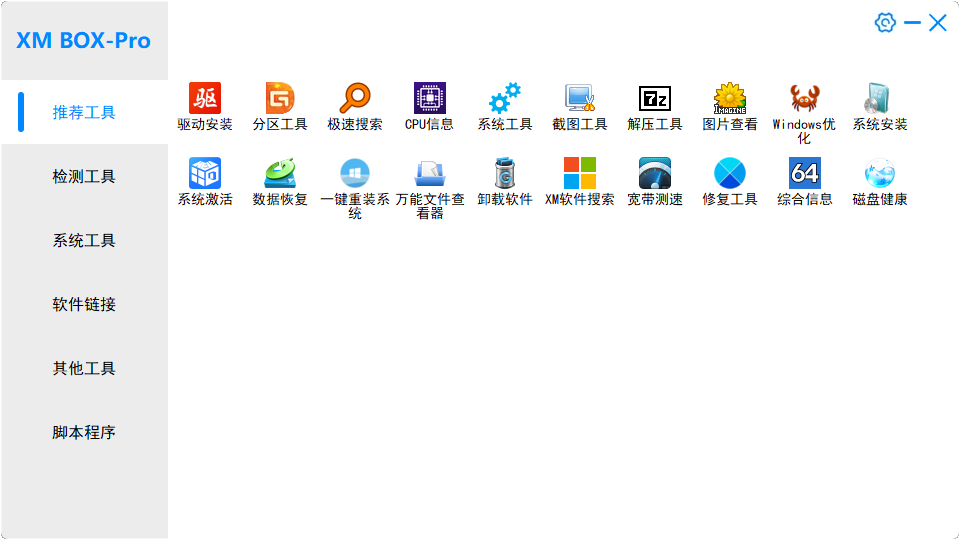 XM BOX-Pro
推荐工具
检测工具
系统工具
软件链接
其他工具
脚本程序
驱
G
7z
IMAGINE
驱动安装 分区工具 极速搜索 CPU信息 系统工具 截图工具 解压工具 图片查看 Windows优 系统安装
化
G
64
系统激活 数据恢复 一键重装系 万能文件查 卸载软件 XM软件搜索 宽带测速 修复工具 综合信息 磁盘健康
统 看器